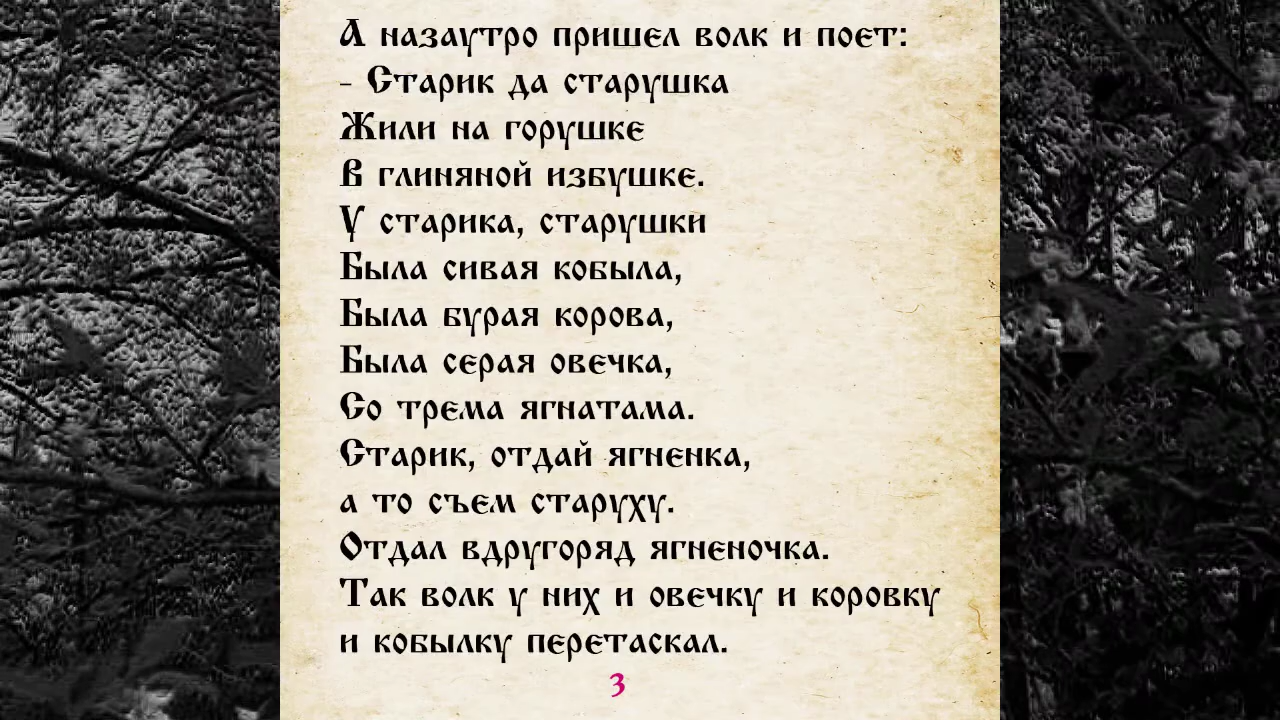 А назаутро пришел волк и поет:
- Старик да старушка
Жили на горушке
В глиняной избушке.
У старика, старушки
Была сивая кобыла,
Была бурая корова,
Была серая овечка,
Со трема ягнатама.
Старик, отдай ягненка,
а то съем старуху.
Отдал вдругоряд ягненочка.
Так волк у них и овечку и коровку
и кобылку перетаскал.
3